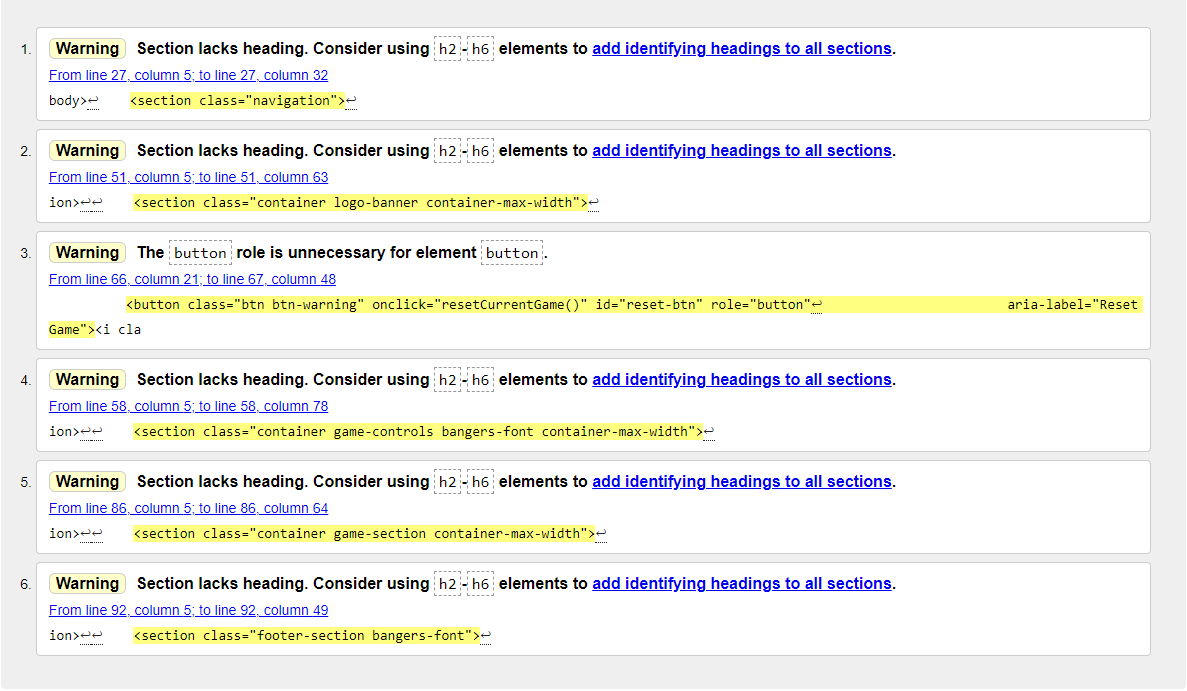 1. Warning Section lacks heading. Consider using h2-h6 elements to add identifying headings to all sections.
From line 27, column 5; to line 27, column 32
body>↩ <section class="navigation">↩
2. Warning Section lacks heading. Consider using h2-h6 elements to add identifying headings to all sections.
From line 51, column 5; to line 51, column 63
ion>↩↩ <section class="container logo-banner container-max-width">↩
3. Warning The button role is unnecessary for element button.
From line 66, column 21; to line 67, column 48
<button class="btn btn-warning" onclick="resetCurrentGame()" id="reset-btn" role="button"↩ aria-label="Reset
Game"><i cla
4. Warning Section lacks heading. Consider using h2-h6 elements to add identifying headings to all sections.
From line 58, column 5; to line 58, column 78
ion>↩↩ <section class="container game-controls bangers-font container-max-width">↩
5. Warning Section lacks heading. Consider using h2-h6 elements to add identifying headings to all sections.
From line 86, column 5; to line 86, column 64
ion>↩↩ <section class="container game-section container-max-width">↩
6. Warning Section lacks heading. Consider using h2-h6 elements to add identifying headings to all sections.
From line 92, column 5; to line 92, column 49
ion>↩↩ <section class="footer-section bangers-font">↩